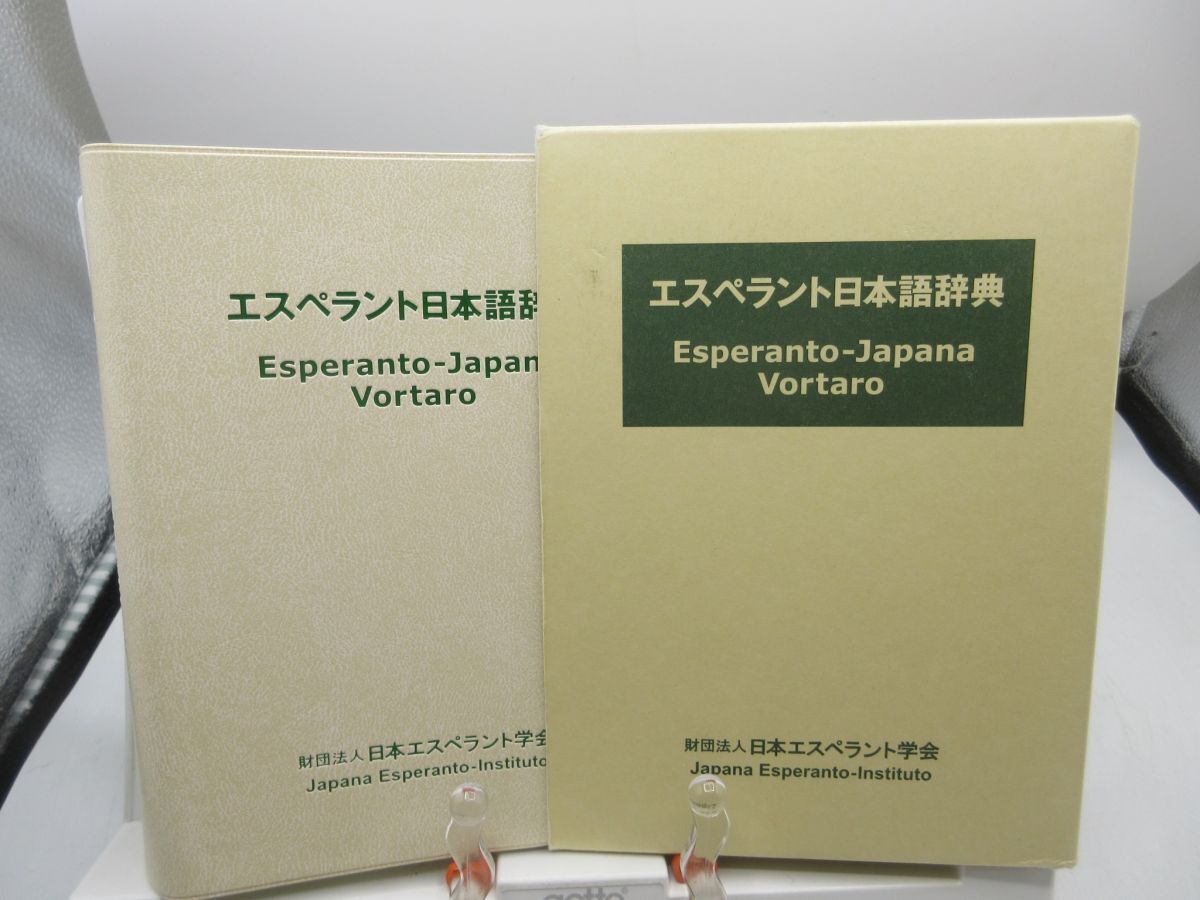 エスペラント日本語辞
Esperanto-Japan
Vortaro
財団法人 日本エスペラント学会
Japana Esperanto-Instituto
エスペラント日本語辞典
Esperanto-Japana
Vortaro
財団法人 日本エスペラント学会
Japana Esperanto-Instituto